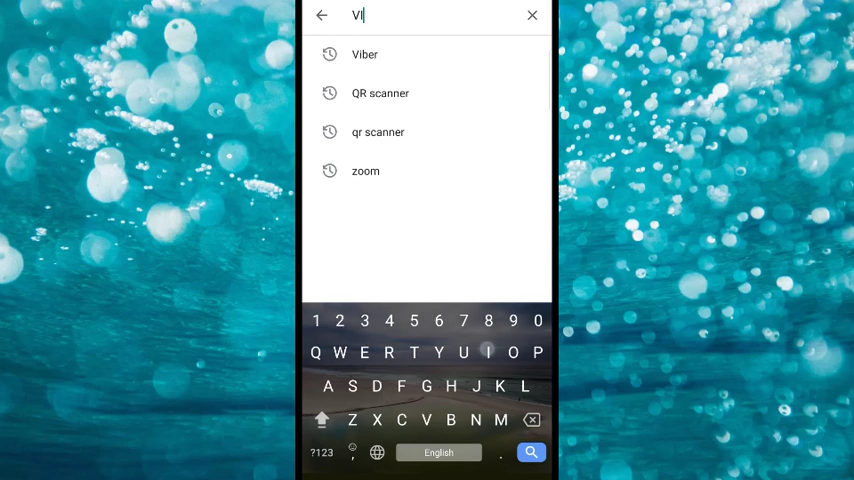 VI
Viber
QR scanner
qr scanner
zoom
1 2 3 4 5 6 7 8 9 0
Q W E R T Y U I O P
A S D F G H J K L
Z X C V B N M
?123 , English .